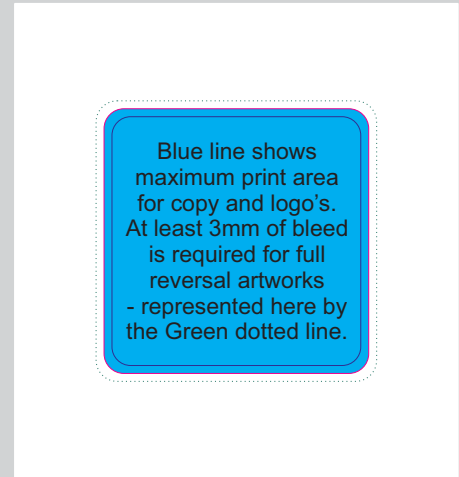 Blue line shows
maximum print area
for copy and logo’s.
At least 3mm of bleed
is required for full
reversal artworks
- represented here by
the Green dotted line.